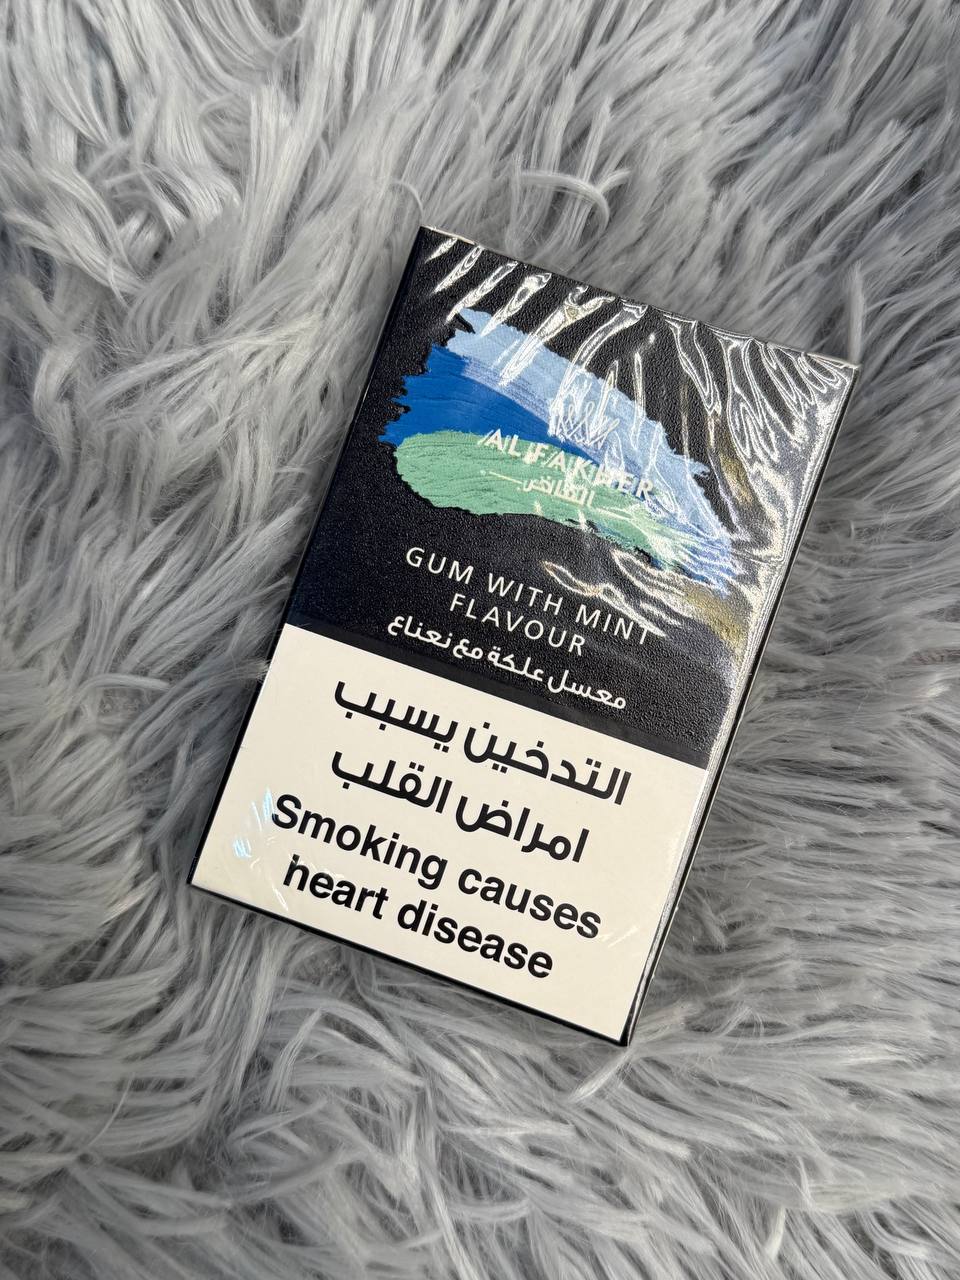 AL FAKHER
الفاخر
GUM WITH MINT
FLAVOUR
معسل علكة مع نعناع
التدخين يسبب
امراض القلب
Smoking causes
heart disease